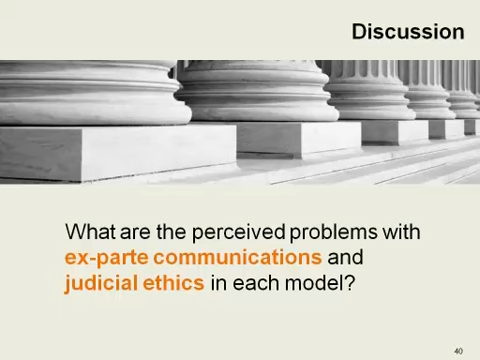 Discussion
What are the perceived problems with
ex-parte communications and
judicial ethics in each model?
40